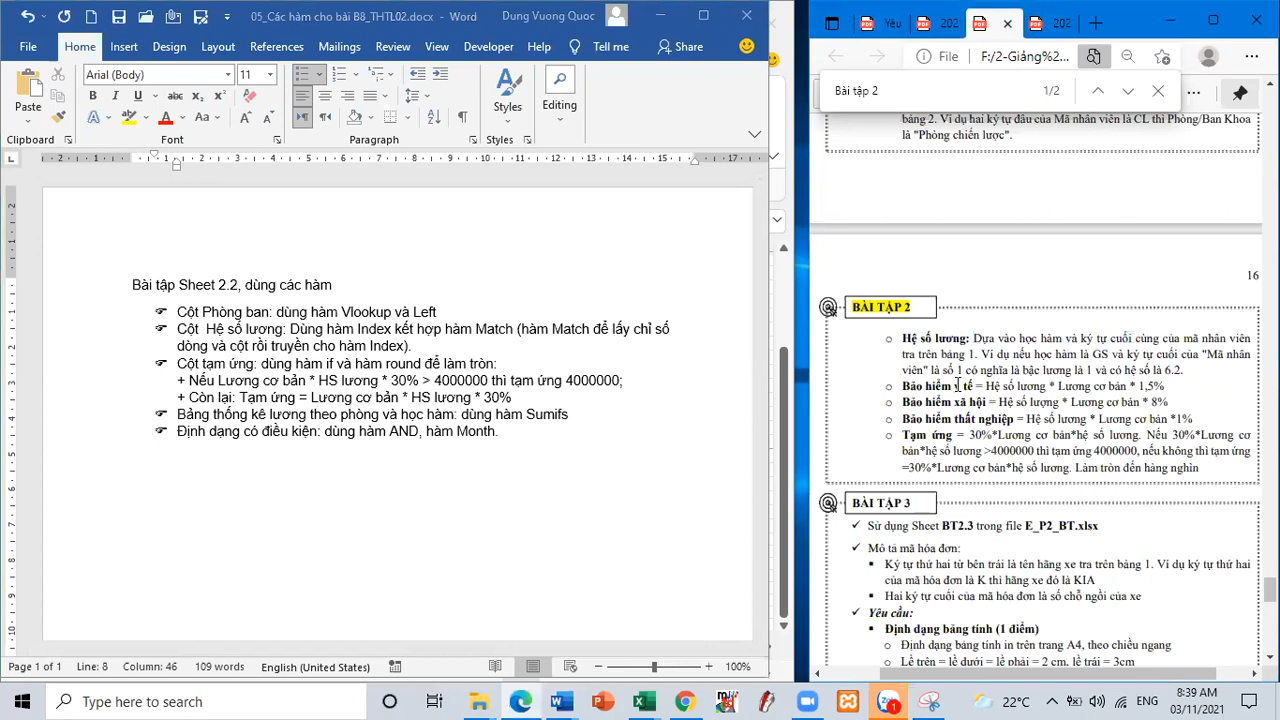 05_Các hàm cho bài B8_THTL02.docx - Word
Dung Vuong Quoc
File Home Insert Draw Design Layout References Mailings Review View Developer Help Tell me Share
Arial (Body) 11
Paste
Styles
Editing
Clipboard Font Paragraph Styles
Bài tập Sheet 2.2, dùng các hàm
Cột Phòng ban: dùng hàm Vlookup và Left
Cột Hệ số lương: Dùng hàm Index kết hợp hàm Match (hàm Match để lấy chỉ số
dòng và cột rồi truyền cho hàm Index).
Cột tạm ứng: dùng hàm if và hàm round để làm tròn:
+ Nếu Lương cơ bản * HS lương * 30% > 4000000 thì tạm ứng 4000000;
+ Còn lại: Tạm ứng = Lương cơ bản * HS lương * 30%
Bảng thống kê lương theo phòng và học hàm: dùng hàm Sumifs
Định dạng có điều kiện: dùng hàm AND, hàm Month.
Page 1 of 1 Line: 8 Column: 46 109 words English (United States) 100%
Yêu 202 202
File F:/2-Giảng%2...
Bài tập 2 1/2
bảng 2. Ví dụ hai ký tự đầu của Mã nhân viên là CL thì Phòng/Ban Khoa
là "Phòng chiến lược".
16
BÀI TẬP 2
Hệ số lương: Dựa vào học hàm và ký tự cuối cùng của mã nhân viên
tra trên bảng 1. Ví dụ nếu học hàm là GS và ký tự cuối của "Mã nhân
viên" là số 1 có nghĩa là bậc lương là 1 và có hệ số là 6.2.
Bảo hiểm y tế = Hệ số lương * Lương cơ bản * 1,5%
Bảo hiểm xã hội = Hệ số lượng * Lương cơ bản * 8%
Bảo hiểm thất nghiệp = Hệ số lương * Lương cơ bản *1%
Tạm ứng = 30%*Lương cơ bản*hệ số lương. Nếu 30%*Lương cơ
bản*hệ số lương >4000000 thì tạm ứng 4000000, nếu không thì tạm ứng
=30%*Lương cơ bản*hệ số lương. Làm tròn đến hàng nghìn
BÀI TẬP 3
Sử dụng Sheet BT2.3 trong file E_P2_BT.xlsx
Mô tả mã hóa đơn:
Ký tự thứ hai từ bên trái là tên hãng xe tra trên bảng 1. Ví dụ ký tự thứ hai
của mã hóa đơn là K thì hãng xe đó là KIA
Hai ký tự cuối của mã hóa đơn là số chỗ ngồi của xe
Yêu cầu:
Định dạng bảng tính (1 điểm)
Định dạng bảng tính in trên trang A4, theo chiều ngang
Lề trên = lề dưới = lề phải = 2 cm, lề trái = 3cm
Type here to search
22°C ENG 8:39 AM
03/11/2021